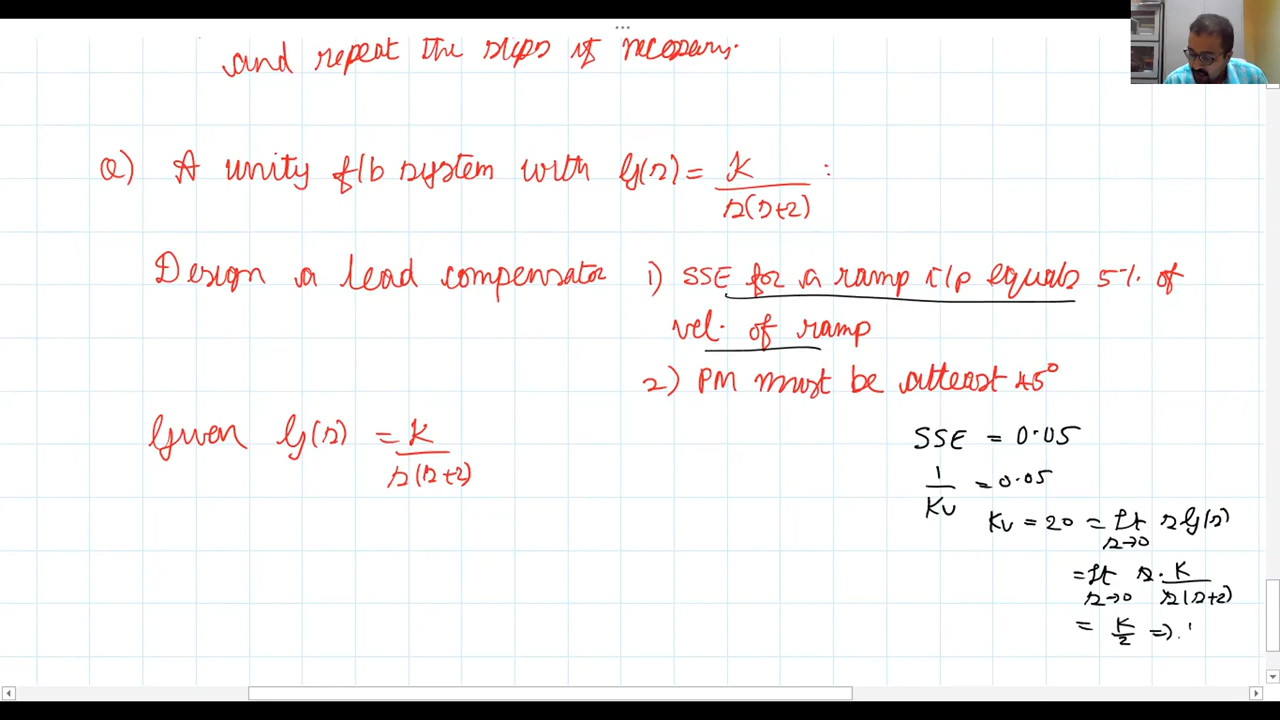 and repeat the steps if necessary.
Q) A unity f/b system with G(s) = K / s(s+2) :
Design a lead compensator 1) SSE for a ramp i/p equals 5% of
vel. of ramp
2) PM must be atleast 45°
Given G(s) = K / s(s+2)
SSE = 0.05
1/Kv = 0.05
Kv = 20 = Lt s→0 s G(s)
= Lt s→0 s · K / s(s+2)
= K/2 ⇒